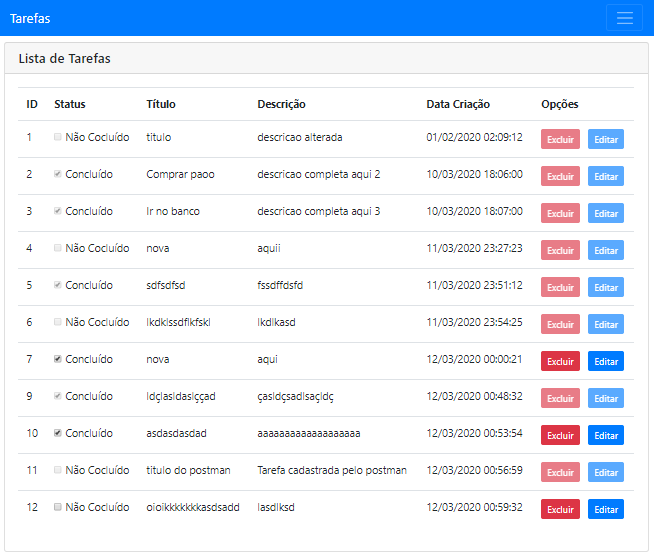 Tarefas
Lista de Tarefas
ID Status Título Descrição Data Criação Opções
1 Não Cocluído titulo descricao alterada 01/02/2020 02:09:12 Excluir Editar
2 Concluído Comprar paoo descricao completa aqui 2 10/03/2020 18:06:00 Excluir Editar
3 Concluído Ir no banco descricao completa aqui 3 10/03/2020 18:07:00 Excluir Editar
4 Não Cocluído nova aquii 11/03/2020 23:27:23 Excluir Editar
5 Concluído sdfsdfsd fssdffdsfd 11/03/2020 23:51:12 Excluir Editar
6 Não Cocluído lkdklssdflkfskl lkdlkasd 11/03/2020 23:54:25 Excluir Editar
7 Concluído nova aqui 12/03/2020 00:00:21 Excluir Editar
9 Concluído ldçlasldaslççad çasldçsadlsaçldç 12/03/2020 00:48:32 Excluir Editar
10 Concluído asdasdasdad aaaaaaaaaaaaaaaaaaa 12/03/2020 00:53:54 Excluir Editar
11 Não Cocluído titulo do postman Tarefa cadastrada pelo postman 12/03/2020 00:56:59 Excluir Editar
12 Não Cocluído oioikkkkkkkasdsadd lasdlksd 12/03/2020 00:59:32 Excluir Editar